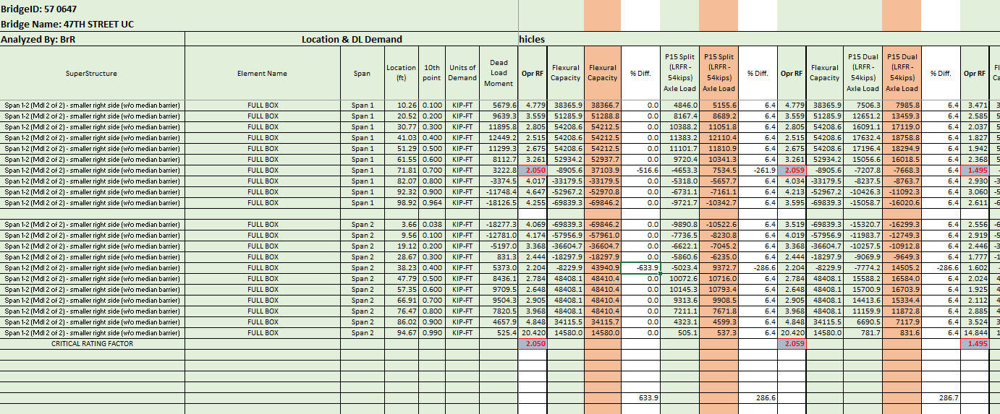 BridgeID: 57 0647
Bridge Name: 47TH STREET UC
Analyzed By: BrR Location & DL Demand hicles
SuperStructure Element Name Span Location (ft) 10th point Units of Demand Dead Load Moment Opr RF Flexural Capacity Flexural Capacity % Diff. P15 Split (LRFR - 54kips) Axle Load P15 Split (LRFR - 54kips) Axle Load % Diff. Opr RF Flexural Capacity P15 Dual (LRFR - 54kips) Axle Load P15 Dual (LRFR - 54kips) Axle Load % Diff. Opr RF Fl Ca
Span 1-2 (Mdl 2 of 2) - smaller right side (w/o median barrier) FULL BOX Span 1 10.26 0.100 KIP-FT 5679.6 4.779 38365.9 38366.7 0.0 4846.0 5155.6 6.4 4.779 38365.9 7506.3 7985.8 6.4 3.471 3
Span 1-2 (Mdl 2 of 2) - smaller right side (w/o median barrier) FULL BOX Span 1 20.52 0.200 KIP-FT 9639.3 3.559 51285.9 51288.8 0.0 8167.4 8689.2 6.4 3.559 51285.9 12651.2 13459.3 6.4 2.585 5
Span 1-2 (Mdl 2 of 2) - smaller right side (w/o median barrier) FULL BOX Span 1 30.77 0.300 KIP-FT 11895.8 2.805 54208.6 54212.5 0.0 10388.2 11051.8 6.4 2.805 54208.6 16091.1 17119.0 6.4 2.037 5
Span 1-2 (Mdl 2 of 2) - smaller right side (w/o median barrier) FULL BOX Span 1 41.03 0.400 KIP-FT 12449.2 2.515 54208.6 54212.5 0.0 11383.2 12110.4 6.4 2.515 54208.6 17632.4 18758.8 6.4 1.827 5
Span 1-2 (Mdl 2 of 2) - smaller right side (w/o median barrier) FULL BOX Span 1 51.29 0.500 KIP-FT 11299.3 2.675 54208.6 54212.5 0.0 11101.7 11810.9 6.4 2.675 54208.6 17196.4 18294.9 6.4 1.942 5
Span 1-2 (Mdl 2 of 2) - smaller right side (w/o median barrier) FULL BOX Span 1 61.55 0.600 KIP-FT 8112.7 3.261 52934.2 52937.7 0.0 9720.4 10341.3 6.4 3.261 52934.2 15056.6 16018.5 6.4 2.368 5
Span 1-2 (Mdl 2 of 2) - smaller right side (w/o median barrier) FULL BOX Span 1 71.81 0.700 KIP-FT 3222.8 2.050 -8905.6 37103.9 -516.6 -4653.3 7534.5 -261.9 2.059 -8905.6 -7207.8 -7668.3 6.4 1.495 -
Span 1-2 (Mdl 2 of 2) - smaller right side (w/o median barrier) FULL BOX Span 1 82.07 0.800 KIP-FT -3374.5 4.017 -33179.5 -33179.5 0.0 -5318.0 -5657.7 6.4 4.034 -33179.5 -8237.5 -8763.7 6.4 2.930 -3
Span 1-2 (Mdl 2 of 2) - smaller right side (w/o median barrier) FULL BOX Span 1 92.32 0.900 KIP-FT -11748.4 4.647 -52967.2 -52970.8 0.0 -6731.1 -7161.1 6.4 4.213 -52967.2 -10426.3 -11092.3 6.4 3.060 -5
Span 1-2 (Mdl 2 of 2) - smaller right side (w/o median barrier) FULL BOX Span 1 98.92 0.964 KIP-FT -18126.5 4.255 -69839.3 -69846.2 0.0 -9721.7 -10342.7 6.4 3.595 -69839.3 -15058.7 -16020.6 6.4 2.611 -6
Span 1-2 (Mdl 2 of 2) - smaller right side (w/o median barrier) FULL BOX Span 2 3.66 0.038 KIP-FT -18277.3 4.069 -69839.3 -69846.2 0.0 -9890.8 -10522.6 6.4 3.519 -69839.3 -15320.7 -16299.3 6.4 2.556 -6
Span 1-2 (Mdl 2 of 2) - smaller right side (w/o median barrier) FULL BOX Span 2 9.56 0.100 KIP-FT -12781.0 4.174 -57956.9 -57961.0 0.0 -7736.5 -8230.8 6.4 4.019 -57956.9 -11983.7 -12749.3 6.4 2.919 -5
Span 1-2 (Mdl 2 of 2) - smaller right side (w/o median barrier) FULL BOX Span 2 19.12 0.200 KIP-FT -5197.0 3.368 -36604.7 -36604.7 0.0 -6622.1 -7045.2 6.4 3.368 -36604.7 -10257.5 -10912.8 6.4 2.446 -3
Span 1-2 (Mdl 2 of 2) - smaller right side (w/o median barrier) FULL BOX Span 2 28.67 0.300 KIP-FT 831.3 2.444 -18297.9 -18297.9 0.0 -5860.6 -6235.0 6.4 2.444 -18297.9 -9069.9 -9649.3 6.4 1.777 -1
Span 1-2 (Mdl 2 of 2) - smaller right side (w/o median barrier) FULL BOX Span 2 38.23 0.400 KIP-FT 5373.0 2.204 -8229.9 43940.9 -633.9 -5023.4 9372.7 -286.6 2.204 -8229.9 -7774.2 14505.2 -286.6 1.602 -
Span 1-2 (Mdl 2 of 2) - smaller right side (w/o median barrier) FULL BOX Span 2 47.79 0.500 KIP-FT 8436.1 2.784 48408.1 48410.4 0.0 10072.6 10716.0 6.4 2.784 48408.1 15588.2 16584.0 6.4 2.024 4
Span 1-2 (Mdl 2 of 2) - smaller right side (w/o median barrier) FULL BOX Span 2 57.35 0.600 KIP-FT 9709.5 2.648 48408.1 48410.4 0.0 10145.3 10793.4 6.4 2.648 48408.1 15700.9 16703.9 6.4 1.925 4
Span 1-2 (Mdl 2 of 2) - smaller right side (w/o median barrier) FULL BOX Span 2 66.91 0.700 KIP-FT 9504.3 2.905 48408.1 48410.4 0.0 9313.6 9908.5 6.4 2.905 48408.1 14413.6 15334.4 6.4 2.112 4
Span 1-2 (Mdl 2 of 2) - smaller right side (w/o median barrier) FULL BOX Span 2 76.47 0.800 KIP-FT 7820.5 3.968 48408.1 48410.4 0.0 7211.1 7671.8 6.4 3.968 48408.1 11159.9 11872.8 6.4 2.885 4
Span 1-2 (Mdl 2 of 2) - smaller right side (w/o median barrier) FULL BOX Span 2 86.02 0.900 KIP-FT 4657.9 4.848 34115.5 34115.7 0.0 4323.1 4599.3 6.4 4.848 34115.5 6690.5 7117.9 6.4 3.524 3
Span 1-2 (Mdl 2 of 2) - smaller right side (w/o median barrier) FULL BOX Span 2 94.67 0.990 KIP-FT 525.4 20.420 14580.0 14580.0 0.0 505.1 537.3 6.4 20.420 14580.0 781.7 831.6 6.4 14.844 1
CRITICAL RATING FACTOR 2.050 2.059 1.495
633.9 286.6 286.7